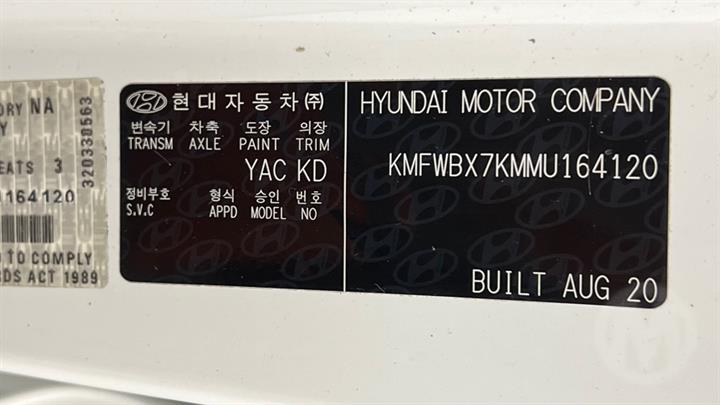 ORY NA
Y
EATS 3
164120
TO COMPLY
RDS ACT 1989
320330563
현대자동차㈜
변속기 차축 도장 의장
TRANSM AXLE PAINT TRIM
YAC KD
정비부호 형식 승인 번호
S.V.C APPD MODEL NO
HYUNDAI MOTOR COMPANY
KMFWBX7KMMU164120
BUILT AUG 20
M